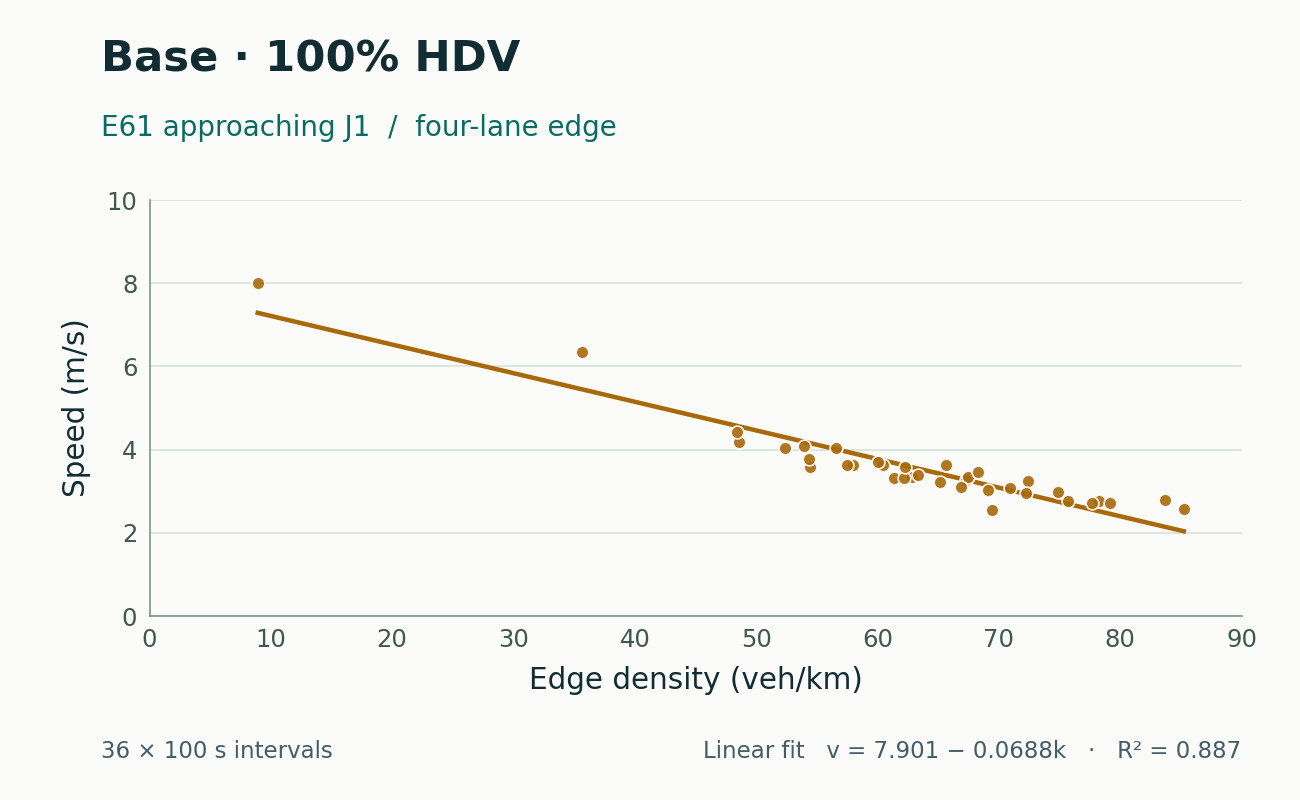 Base · 100% HDV
E61 approaching J1 / four-lane edge
10
8
6
4
2
0
Speed (m/s)
0 10 20 30 40 50 60 70 80 90
Edge density (veh/km)
36 × 100 s intervals
Linear fit v = 7.901 − 0.0688k · R² = 0.887